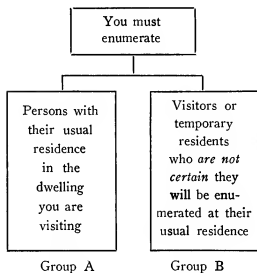 You must
enumerate
Persons with
their usual
residence
in the
dwelling
you are
visiting
Visitors or
temporary
residents
who are not
certain they
will be enu-
merated at their
usual residence
Group A
Group B